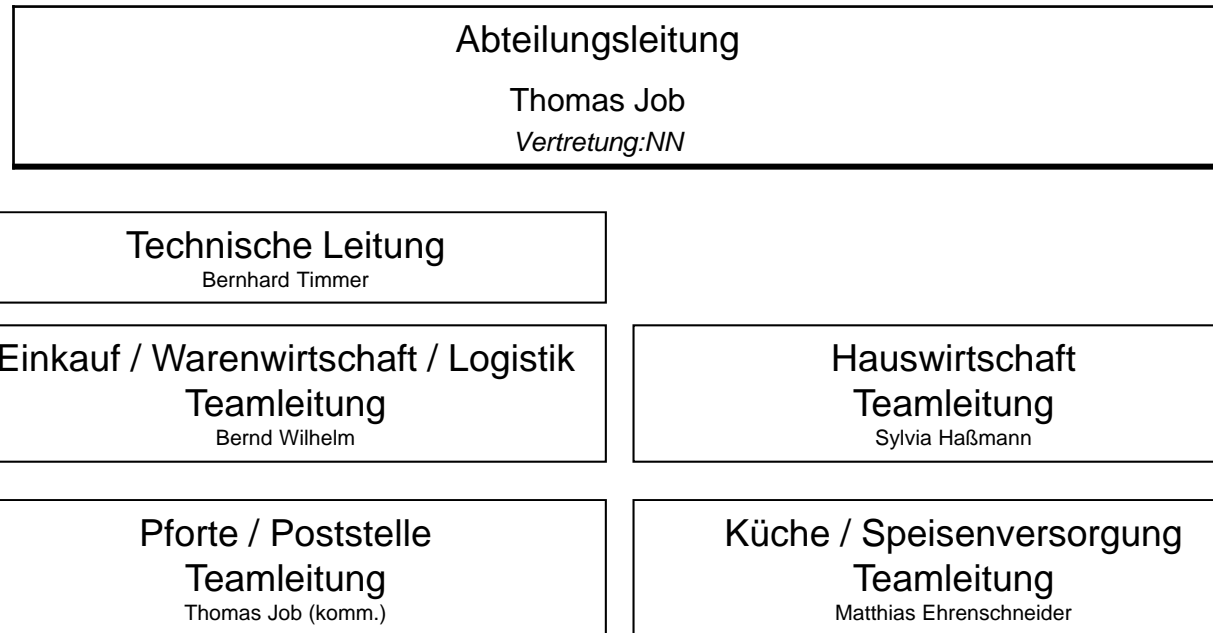 Abteilungsleitung
Thomas Job
Vertretung:NN
Technische Leitung
Bernhard Timmer
Einkauf / Warenwirtschaft / Logistik
Teamleitung
Bernd Wilhelm
Hauswirtschaft
Teamleitung
Sylvia Haßmann
Pforte / Poststelle
Teamleitung
Thomas Job (komm.)
Küche / Speisenversorgung
Teamleitung
Matthias Ehrenschneider